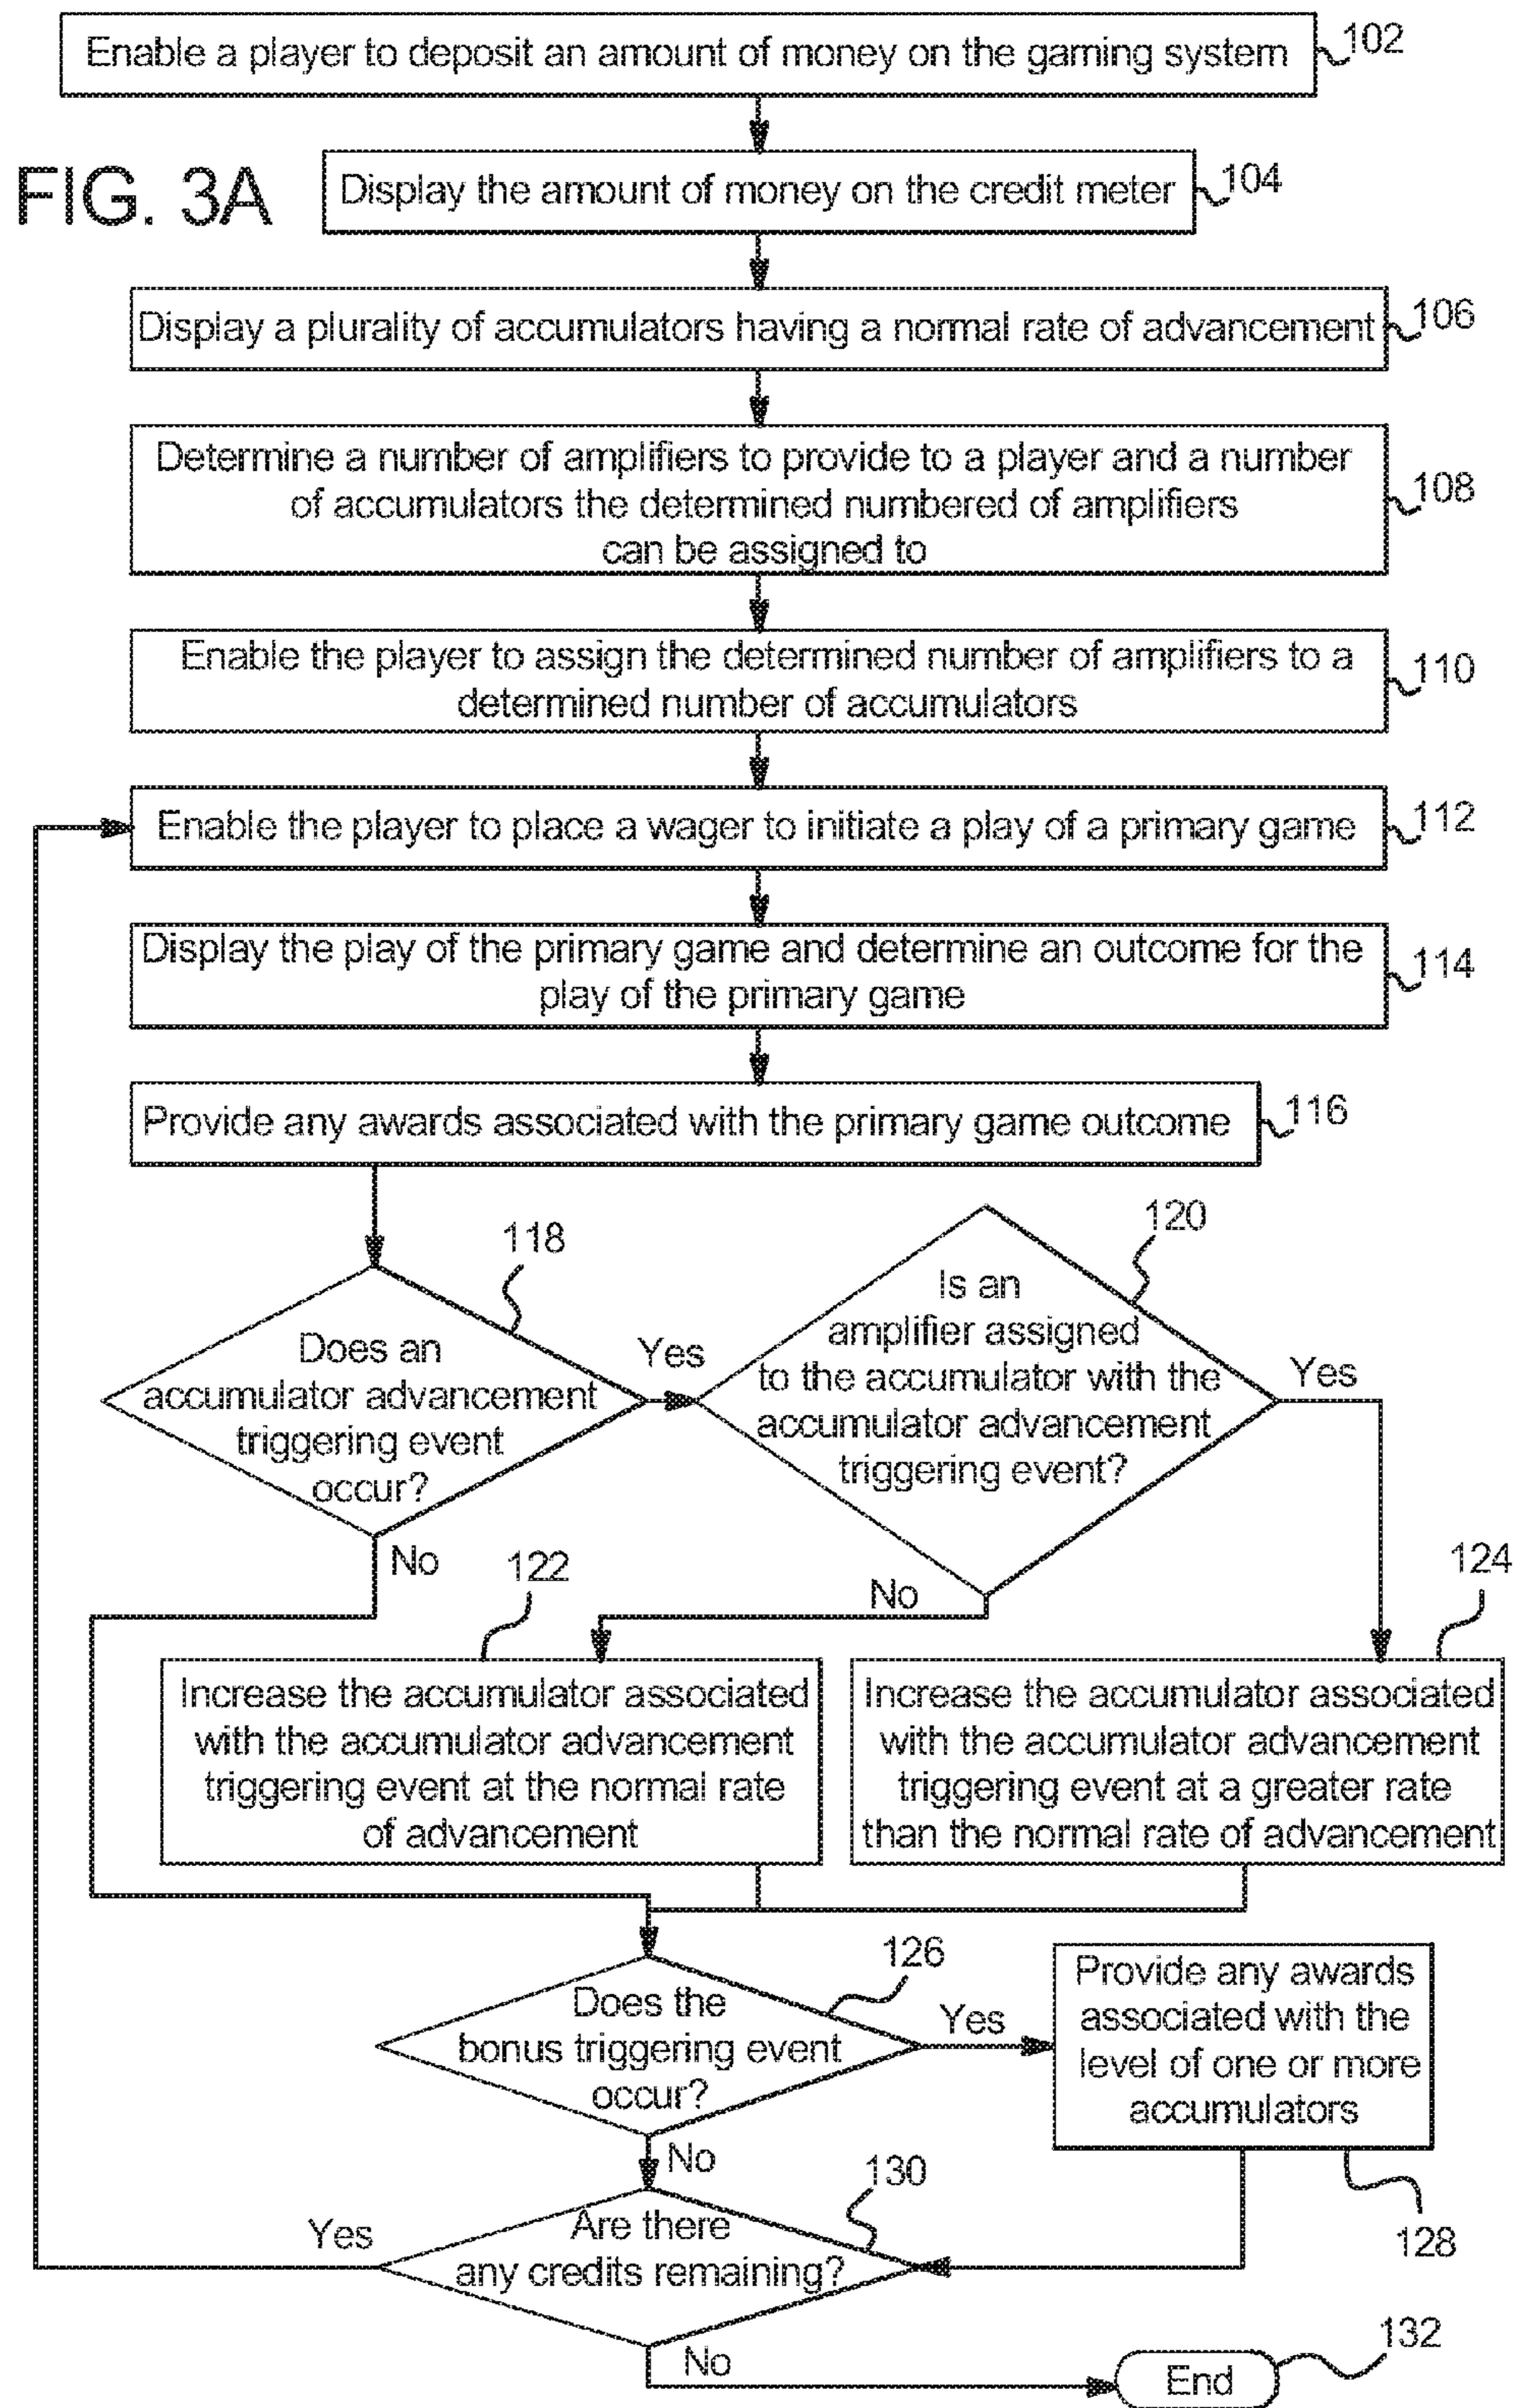 Enable a player to deposit an amount of money on the gaming system
102
FIG. 3A
Display the amount of money on the credit meter
104
Display a plurality of accumulators having a normal rate of advancement
106
Determine a number of amplifiers to provide to a player and a number
of accumulators the determined numbered of amplifiers
can be assigned to
108
Enable the player to assign the determined number of amplifiers to a
determined number of accumulators
110
Enable the player to place a wager to initiate a play of a primary game
112
Display the play of the primary game and determine an outcome for the
play of the primary game
114
Provide any awards associated with the primary game outcome
116
118
Does an
accumulator advancement
triggering event
occur?
Yes
No
120
Is an
amplifier assigned
to the accumulator with the
accumulator advancement
triggering event?
Yes
No
122
Increase the accumulator associated
with the accumulator advancement
triggering event at the normal rate
of advancement
124
Increase the accumulator associated
with the accumulator advancement
triggering event at a greater rate
than the normal rate of advancement
126
Does the
bonus triggering event
occur?
Yes
No
Provide any awards
associated with the
level of one or more
accumulators
128
130
Are there
any credits remaining?
Yes
No
End
132